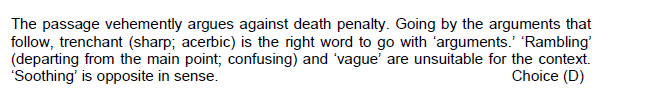 The passage vehemently argues against death penalty. Going by the arguments that
follow, trenchant (sharp; acerbic) is the right word to go with ‘arguments.’ ‘Rambling’
(departing from the main point; confusing) and ‘vague’ are unsuitable for the context.
‘Soothing’ is opposite in sense. Choice (D)